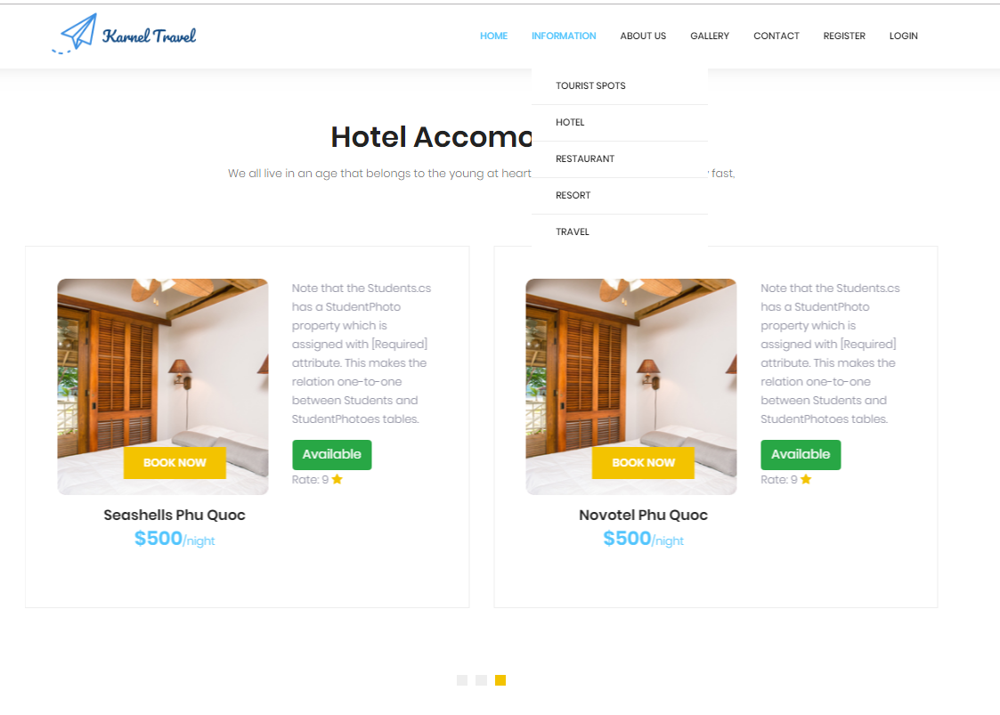 Karnel Travel
HOME INFORMATION ABOUT US GALLERY CONTACT REGISTER LOGIN
TOURIST SPOTS
HOTEL
RESTAURANT
RESORT
TRAVEL
Hotel Accomo
We all live in an age that belongs to the young at heart
fast,
Note that the Students.cs
has a StudentPhoto
property which is
assigned with [Required]
attribute. This makes the
relation one-to-one
between Students and
StudentPhotoes tables.
Available
Rate: 9
BOOK NOW
Seashells Phu Quoc
$500/night
Note that the Students.cs
has a StudentPhoto
property which is
assigned with [Required]
attribute. This makes the
relation one-to-one
between Students and
StudentPhotoes tables.
Available
Rate: 9
BOOK NOW
Novotel Phu Quoc
$500/night